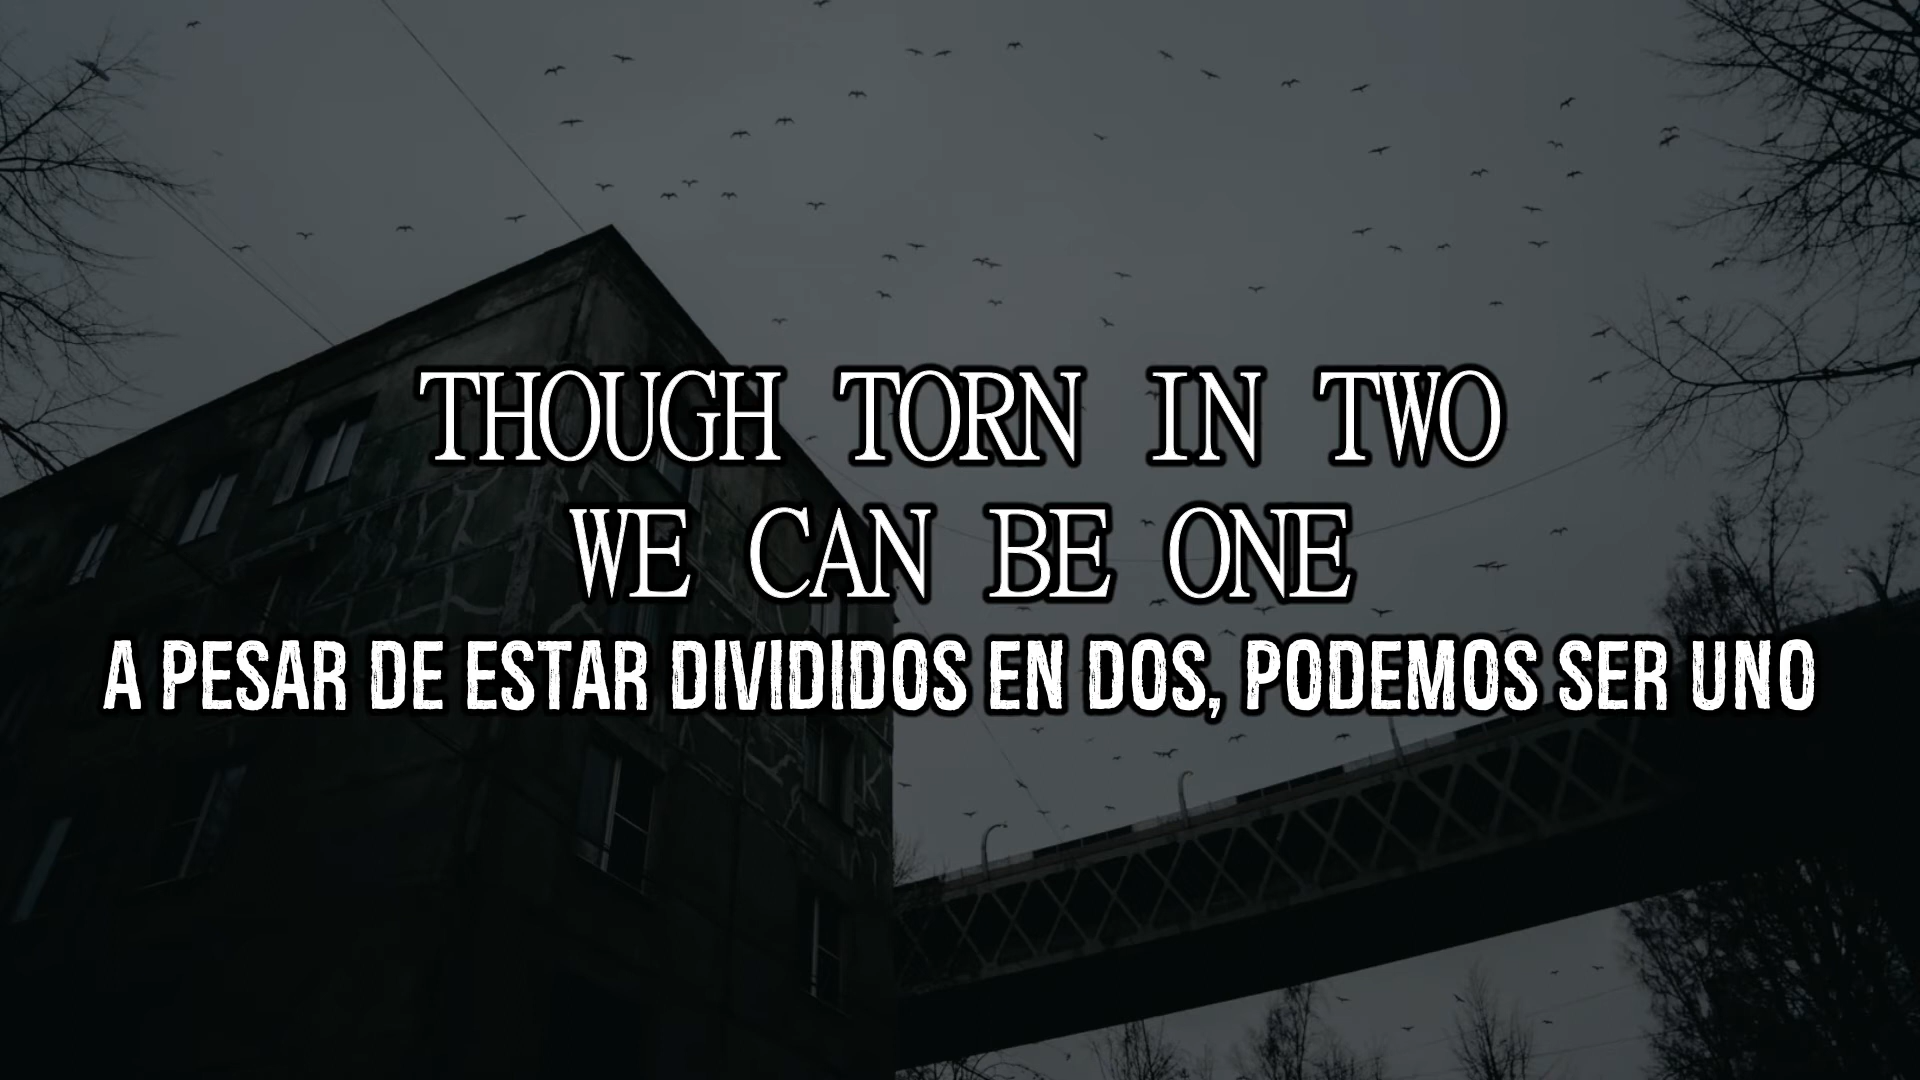 THOUGH TORN IN TWO
WE CAN BE ONE
A PESAR DE ESTAR DIVIDIDOS EN DOS, PODEMOS SER UNO